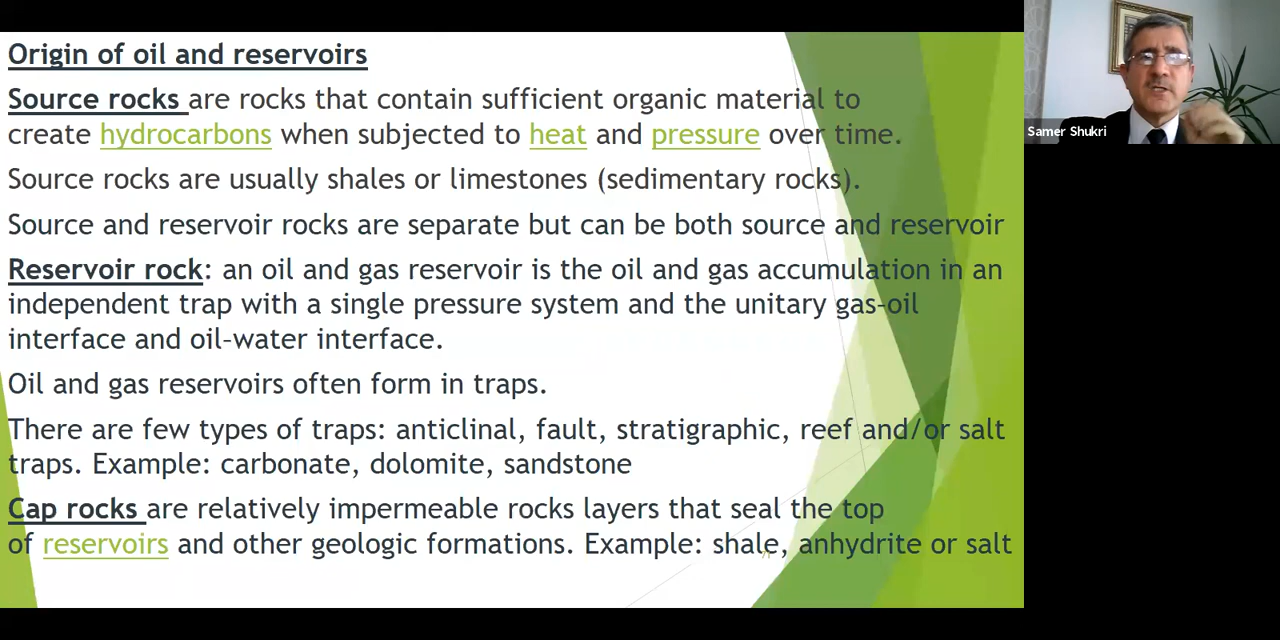 Origin of oil and reservoirs
Source rocks are rocks that contain sufficient organic material to
create hydrocarbons when subjected to heat and pressure over time.
Source rocks are usually shales or limestones (sedimentary rocks).
Source and reservoir rocks are separate but can be both source and reservoir
Reservoir rock: an oil and gas reservoir is the oil and gas accumulation in an
independent trap with a single pressure system and the unitary gas–oil
interface and oil–water interface.
Oil and gas reservoirs often form in traps.
There are few types of traps: anticlinal, fault, stratigraphic, reef and/or salt
traps. Example: carbonate, dolomite, sandstone
Cap rocks are relatively impermeable rocks layers that seal the top
of reservoirs and other geologic formations. Example: shale, anhydrite or salt
Samer Shukri